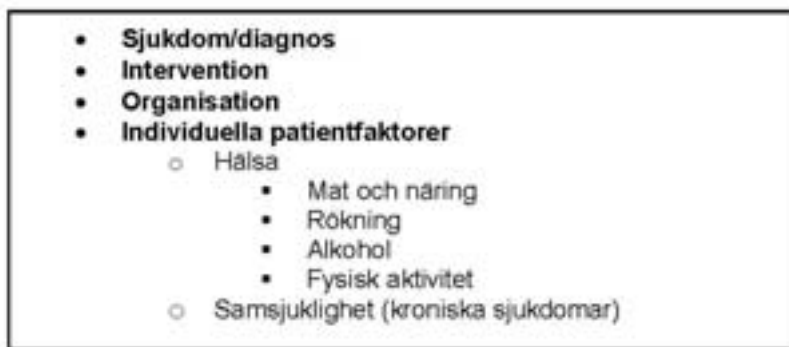 • Sjukdom/diagnos
• Intervention
• Organisation
• Individuella patientfaktorer
o Hälsa
▪ Mat och näring
▪ Rökning
▪ Alkohol
▪ Fysisk aktivitet
o Samsjuklighet (kroniska sjukdomar)